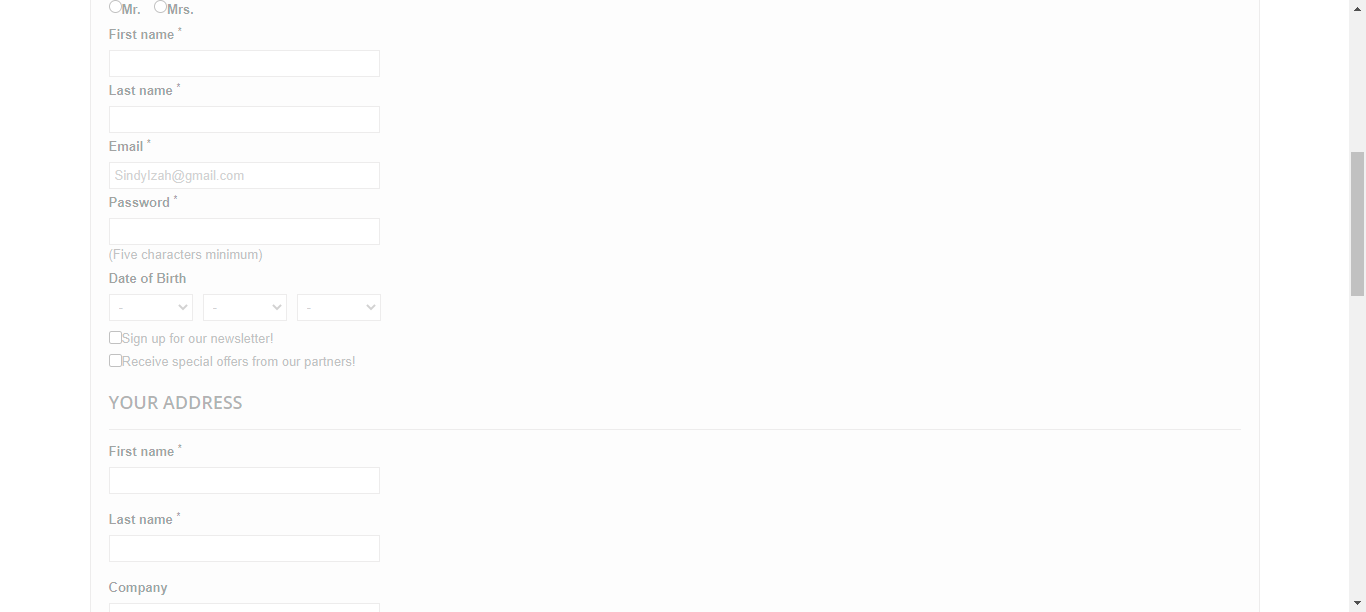 Mr. Mrs.
First name *
Last name *
Email *
SindyIzah@gmail.com
Password *
(Five characters minimum)
Date of Birth
- - -
Sign up for our newsletter!
Receive special offers from our partners!
YOUR ADDRESS
First name *
Last name *
Company